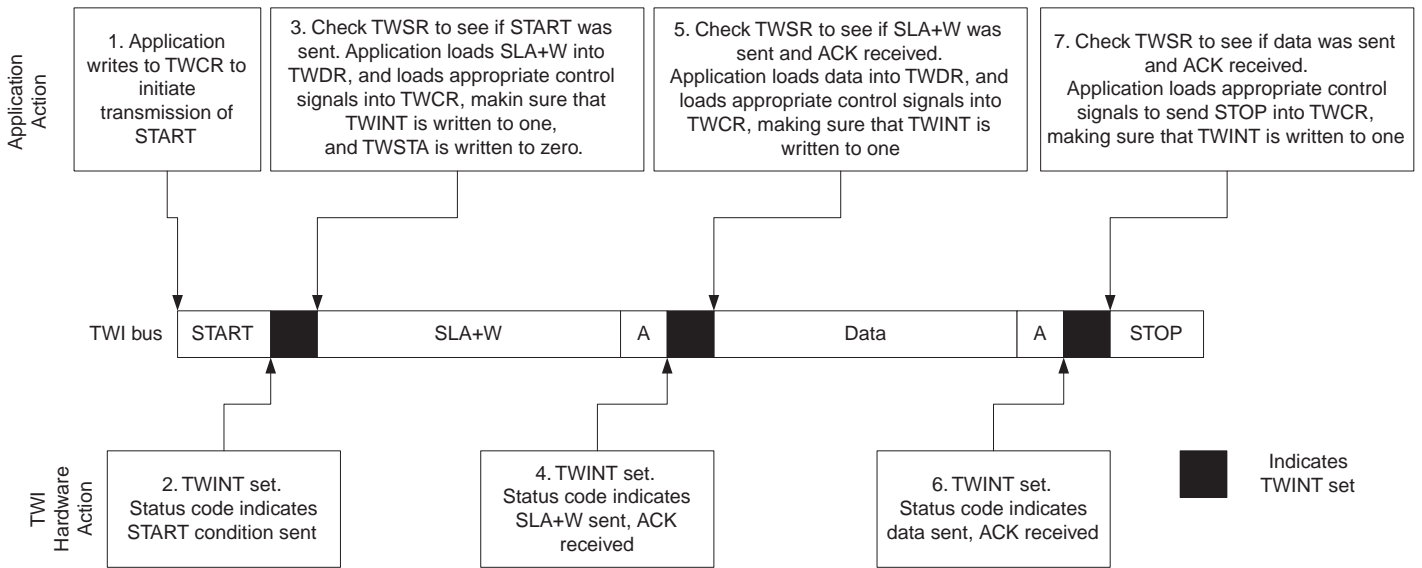 Application
Action
1. Application
writes to TWCR to
initiate
transmission of
START
3. Check TWSR to see if START was
sent. Application loads SLA+W into
TWDR, and loads appropriate control
signals into TWCR, makin sure that
TWINT is written to one,
and TWSTA is written to zero.
5. Check TWSR to see if SLA+W was
sent and ACK received.
Application loads data into TWDR, and
loads appropriate control signals into
TWCR, making sure that TWINT is
written to one
7. Check TWSR to see if data was sent
and ACK received.
Application loads appropriate control
signals to send STOP into TWCR,
making sure that TWINT is written to one
TWI bus
START
SLA+W
A
Data
A
STOP
TWI
Hardware
Action
2. TWINT set.
Status code indicates
START condition sent
4. TWINT set.
Status code indicates
SLA+W sent, ACK
received
6. TWINT set.
Status code indicates
data sent, ACK received
Indicates
TWINT set